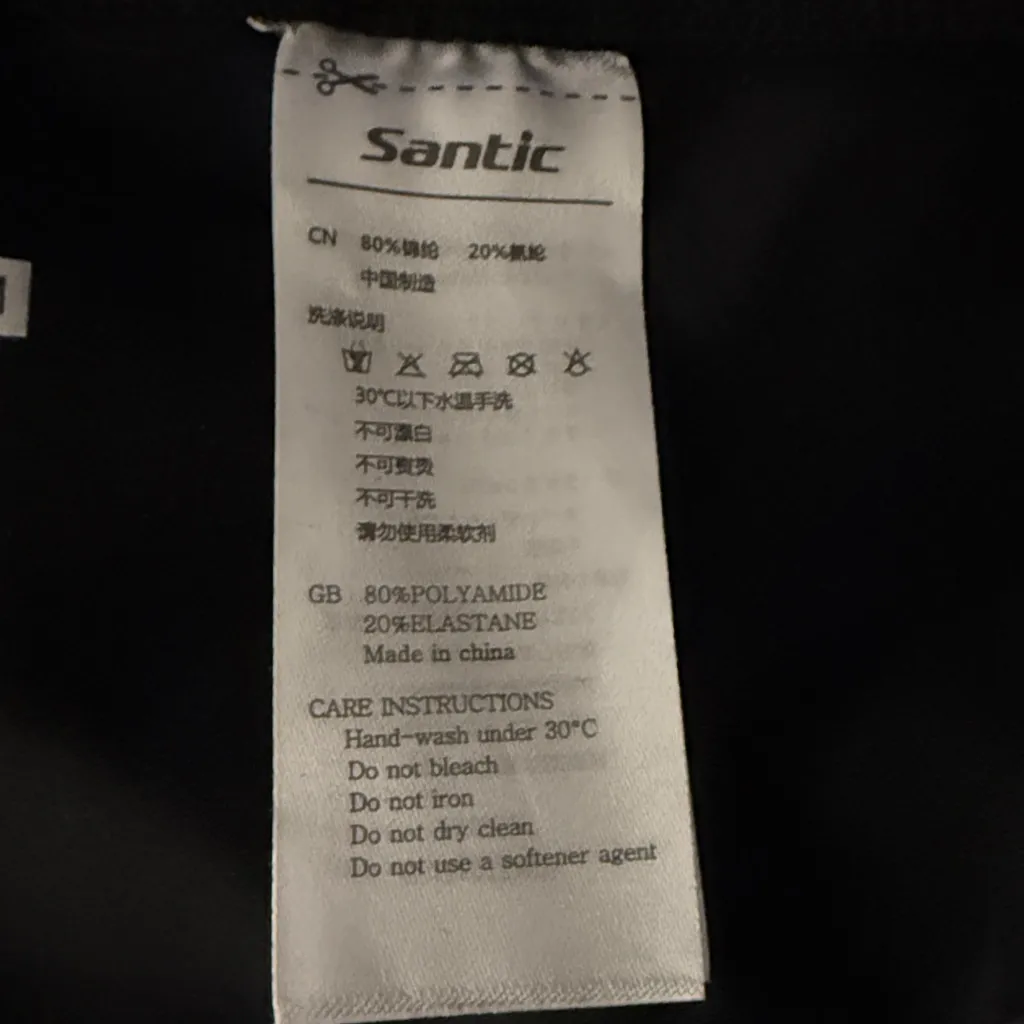 Santic
CN 80%锦纶 20%氨纶
中国制造
洗涤说明
30℃以下水温手洗
不可漂白
不可熨烫
不可干洗
请勿使用柔软剂
GB 80%POLYAMIDE
20%ELASTANE
Made in china
CARE INSTRUCTIONS
Hand-wash under 30°C
Do not bleach
Do not iron
Do not dry clean
Do not use a softener agent